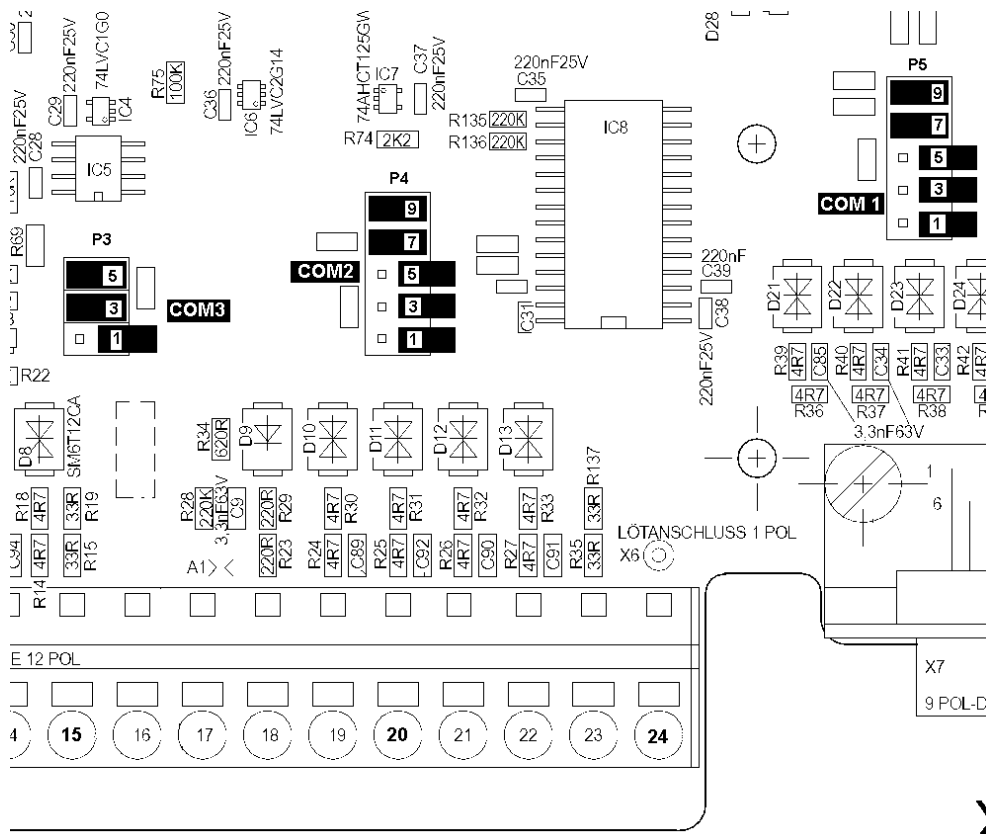 220nF25V
C28
C29
220nF25V
74LVC1G0
IC4
R75
100K
C36
220nF25V
IC6
74LVC2G14
74AHCT125GW
IC7
C37
220nF25V
R74
2K2
220nF25V
C35
R135
220K
R136
220K
IC8
D28
P5
9
7
5
3
1
COM 1
IC5
P4
9
7
5
3
1
COM2
R69
P3
5
3
1
COM3
C31
220nF
C39
C38
220nF25V
D21
D22
D23
D24
R39
4R7
C85
R40
4R7
C34
R41
4R7
C33
R42
4R7
4R7
R36
4R7
R37
4R7
R38
3,3nF63V
R22
D8
SM6T12CA
R34
620R
D9
D10
D11
D12
D13
R18
4R7
33R
R19
R28
220K
3,3nF63V
C9
220R
R29
4R7
R30
4R7
R31
4R7
R32
4R7
R33
33R
R137
C94
4R7
33R
R15
R14
A1
220R
R23
R24
4R7
C89
R25
4R7
C92
R26
4R7
C90
R27
4R7
C91
R35
33R
LÖTANSCHLUSS 1 POL
X6
1
6
E 12 POL
X7
9 POL-D
4
15
16
17
18
19
20
21
22
23
24